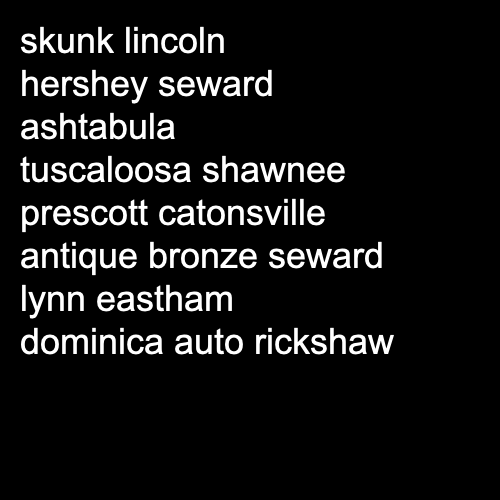 skunk lincoln
hershey seward
ashtabula
tuscaloosa shawnee
prescott catonsville
antique bronze seward
lynn eastham
dominica auto rickshaw